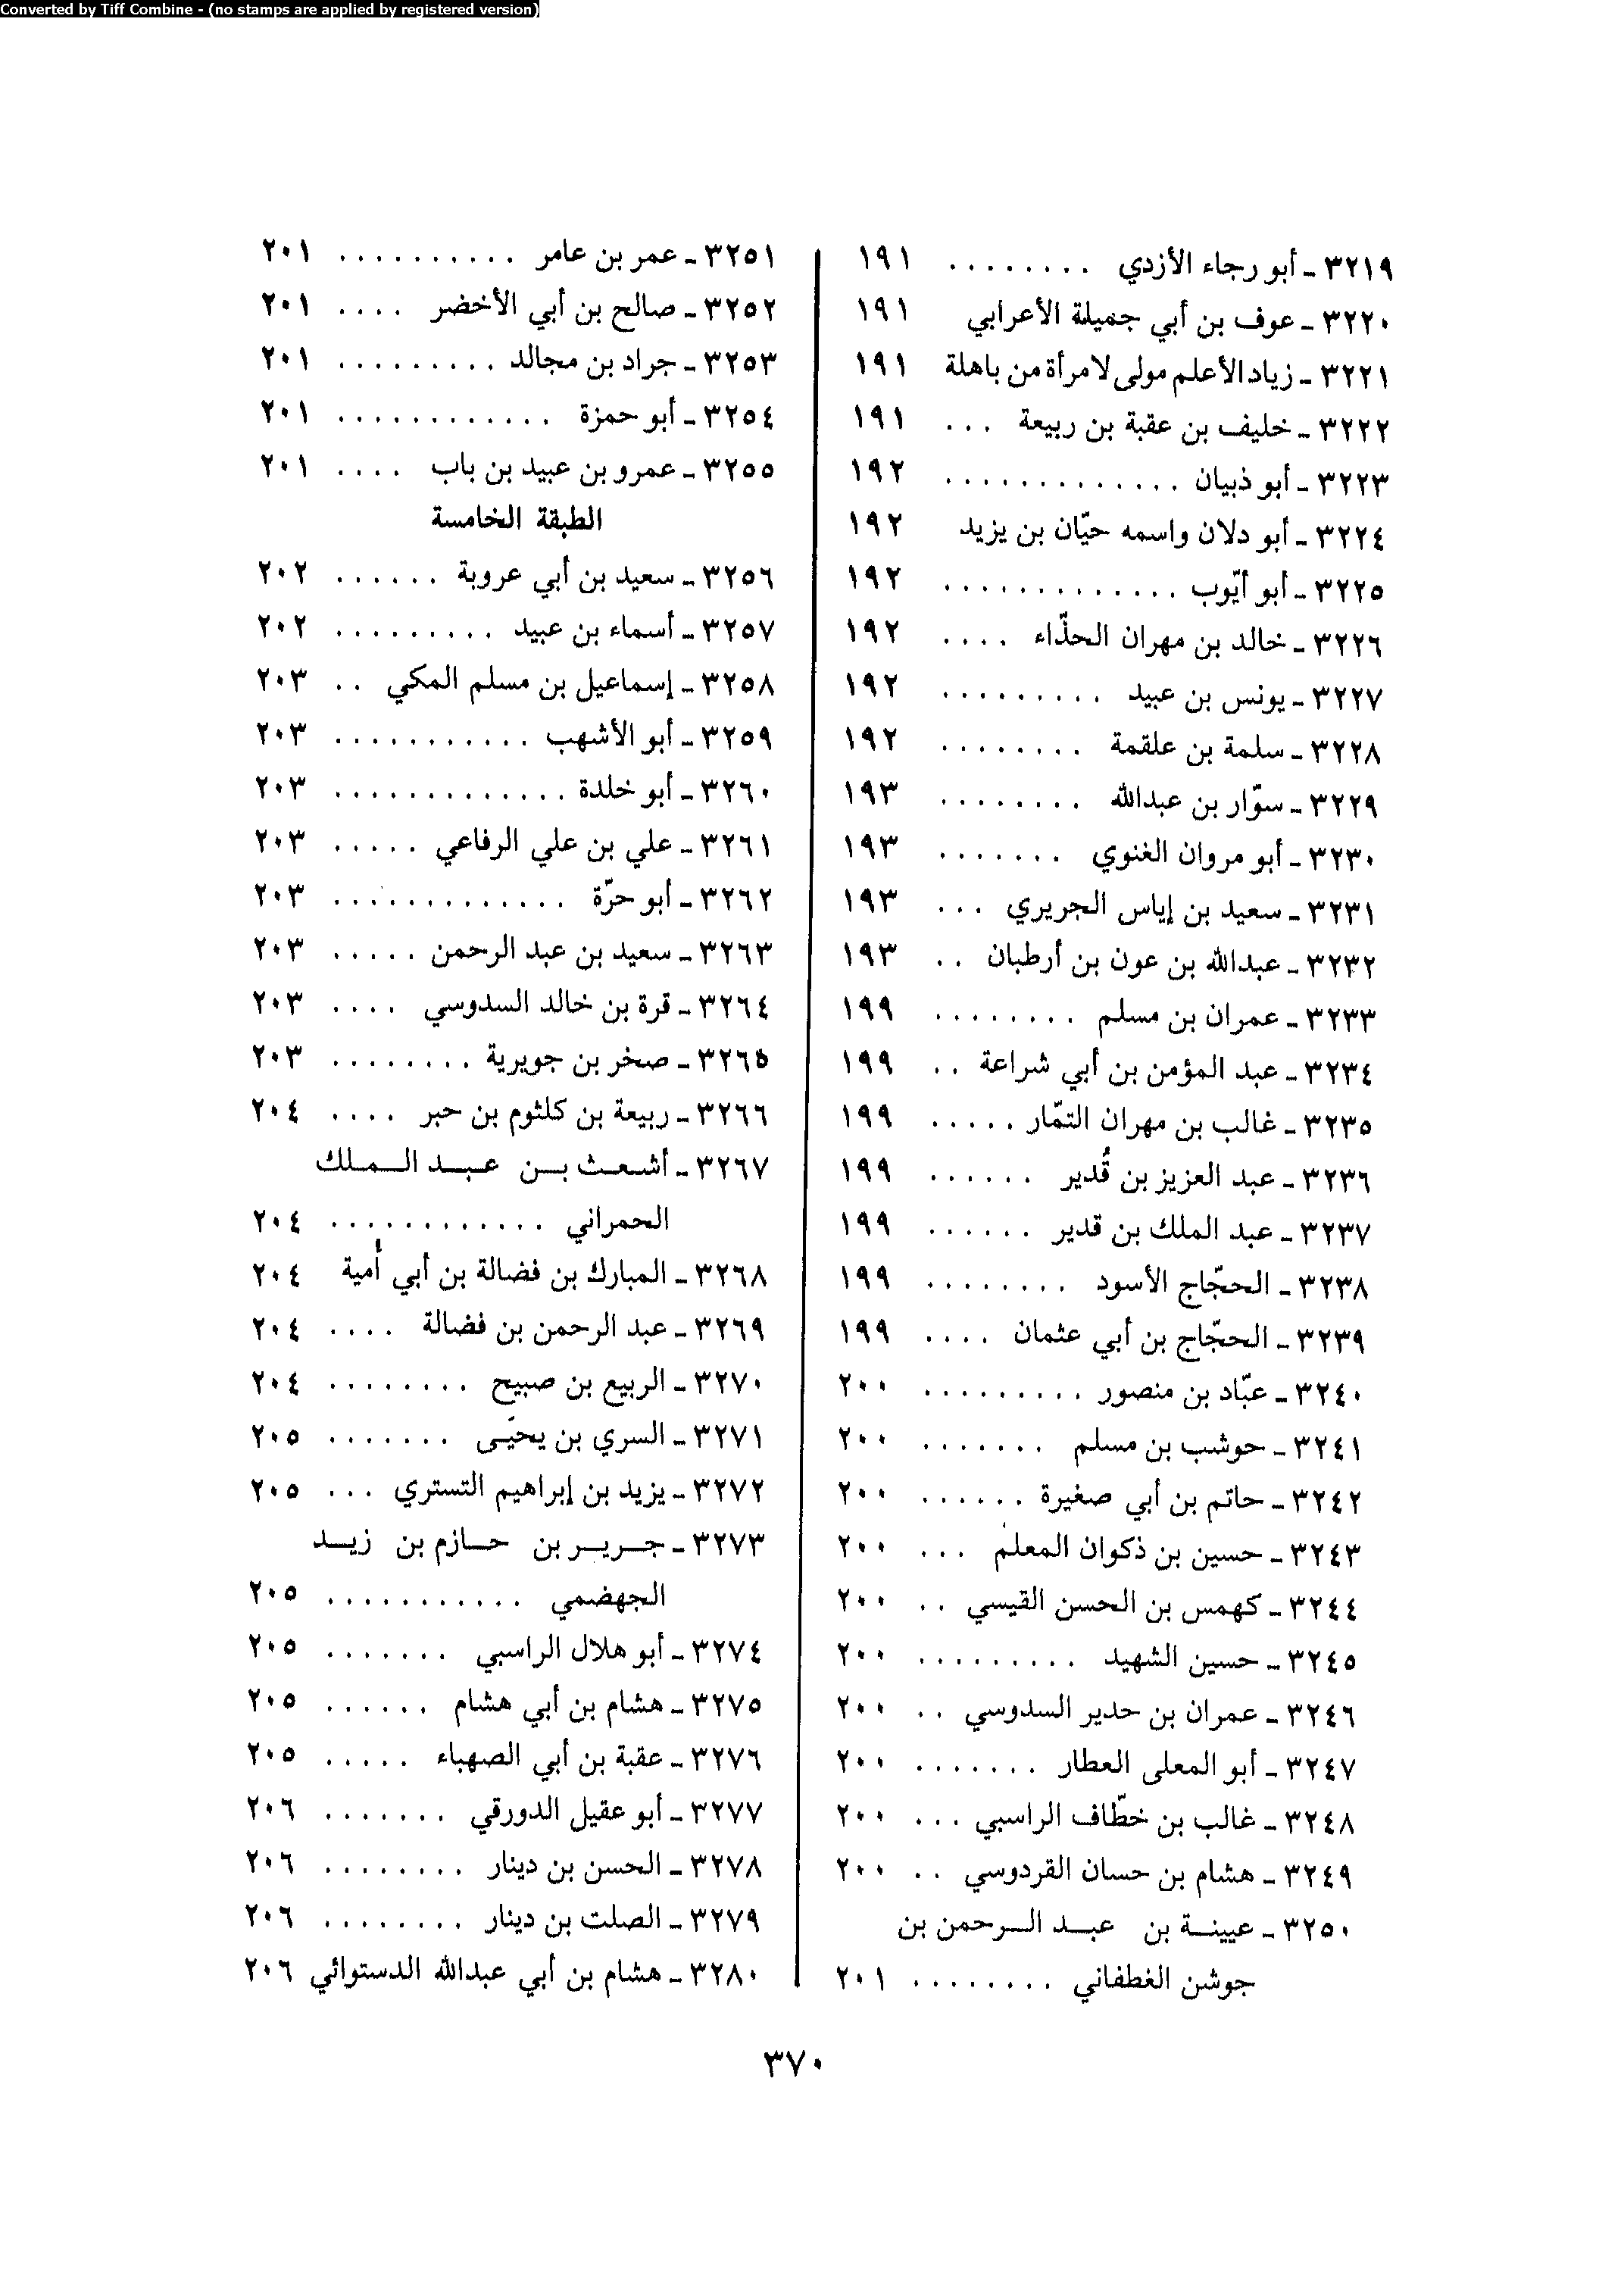 Converted by Tiff Combine - (no stamps are applied by registered version)
٣٢١٩ - أبو رجاء الأزدي ........ ١٩١
٣٢٢٠ - عوف بن أبي جميلة الأعرابي ١٩١
٣٢٢١ - زياد الأعلم مولى لامرأة من باهلة ١٩١
٣٢٢٢ - خليف بن عقبة بن ربيعة ... ١٩١
٣٢٢٣ - أبو ذبيان ............. ١٩٢
٣٢٢٤ - أبو دلان واسمه حيّان بن يزيد ١٩٢
٣٢٢٥ - أبو أيّوب ............. ١٩٢
٣٢٢٦ - خالد بن مهران الحذّاء .... ١٩٢
٣٢٢٧ - يونس بن عبيد ......... ١٩٢
٣٢٢٨ - سلمة بن علقمة ........ ١٩٢
٣٢٢٩ - سوّار بن عبدالله ........ ١٩٣
٣٢٣٠ - أبو مروان الغنوي ....... ١٩٣
٣٢٣١ - سعيد بن إياس الجريري ... ١٩٣
٣٢٣٢ - عبدالله بن عون بن أرطبان .. ١٩٣
٣٢٣٣ - عمران بن مسلم ........ ١٩٩
٣٢٣٤ - عبد المؤمن بن أبي شراعة .. ١٩٩
٣٢٣٥ - غالب بن مهران التمّار ..... ١٩٩
٣٢٣٦ - عبد العزيز بن قُدير ...... ١٩٩
٣٢٣٧ - عبد الملك بن قدير ...... ١٩٩
٣٢٣٨ - الحجّاج الأسود ........ ١٩٩
٣٢٣٩ - الحجّاج بن أبي عثمان .... ١٩٩
٣٢٤٠ - عبّاد بن منصور ......... ٢٠٠
٣٢٤١ - حوشب بن مسلم ....... ٢٠٠
٣٢٤٢ - حاتم بن أبي صغيرة ...... ٢٠٠
٣٢٤٣ - حسين بن ذكوان المعلم ... ٢٠٠
٣٢٤٤ - كهمس بن الحسن القيسي .. ٢٠٠
٣٢٤٥ - حسين الشهيد ......... ٢٠٠
٣٢٤٦ - عمران بن حدير السدوسي .. ٢٠٠
٣٢٤٧ - أبو المعلى العطار ....... ٢٠٠
٣٢٤٨ - غالب بن خطّاف الراسبي ... ٢٠٠
٣٢٤٩ - هشام بن حسان القردوسي .. ٢٠٠
٣٢٥٠ - عيينة بن عبد الرحمن بن
جوشن الغطفاني ........ ٢٠١
٣٢٥١ - عمر بن عامر .......... ٢٠١
٣٢٥٢ - صالح بن أبي الأخضر .... ٢٠١
٣٢٥٣ - جراد بن مجالد ......... ٢٠١
٣٢٥٤ - أبو حمزة ............ ٢٠١
٣٢٥٥ - عمرو بن عبيد بن باب .... ٢٠١
الطبقة الخامسة
٣٢٥٦ - سعيد بن أبي عروبة ...... ٢٠٢
٣٢٥٧ - أسماء بن عبيد ......... ٢٠٢
٣٢٥٨ - إسماعيل بن مسلم المكي .. ٢٠٣
٣٢٥٩ - أبو الأشهب ........... ٢٠٣
٣٢٦٠ - أبو خلدة ............. ٢٠٣
٣٢٦١ - علي بن علي الرفاعي ..... ٢٠٣
٣٢٦٢ - أبو حرّة ............. ٢٠٣
٣٢٦٣ - سعيد بن عبد الرحمن ..... ٢٠٣
٣٢٦٤ - قرة بن خالد السدوسي .... ٢٠٣
٣٢٦٥ - صخر بن جويرية ........ ٢٠٣
٣٢٦٦ - ربيعة بن كلثوم بن حبر .... ٢٠٤
٣٢٦٧ - أشعث بن عبد الملك
الحمراني ............ ٢٠٤
٣٢٦٨ - المبارك بن فضالة بن أبي أُمية ٢٠٤
٣٢٦٩ - عبد الرحمن بن فضالة .... ٢٠٤
٣٢٧٠ - الربيع بن صبيح ........ ٢٠٤
٣٢٧١ - السري بن يحيَى ....... ٢٠٥
٣٢٧٢ - يزيد بن إبراهيم التستري ... ٢٠٥
٣٢٧٣ - جرير بن حازم بن زيد
الجهضمي ........... ٢٠٥
٣٢٧٤ - أبو هلال الراسبي ....... ٢٠٥
٣٢٧٥ - هشام بن أبي هشام ...... ٢٠٥
٣٢٧٦ - عقبة بن أبي الصهباء ..... ٢٠٥
٣٢٧٧ - أبو عقيل الدورقي ....... ٢٠٦
٣٢٧٨ - الحسن بن دينار ........ ٢٠٦
٣٢٧٩ - الصلت بن دينار ........ ٢٠٦
٣٢٨٠ - هشام بن أبي عبدالله الدستوائي ٢٠٦
٣٧٠